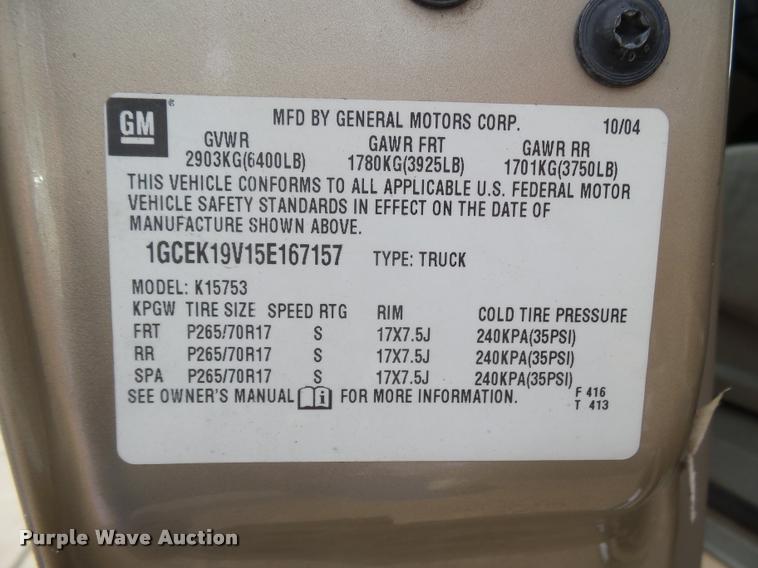 GM ®
MFD BY GENERAL MOTORS CORP. 10/04
GVWR GAWR FRT GAWR RR
2903KG(6400LB) 1780KG(3925LB) 1701KG(3750LB)
THIS VEHICLE CONFORMS TO ALL APPLICABLE U.S. FEDERAL MOTOR
VEHICLE SAFETY STANDARDS IN EFFECT ON THE DATE OF
MANUFACTURE SHOWN ABOVE.
1GCEK19V15E167157 TYPE: TRUCK
MODEL: K15753
KPGW TIRE SIZE SPEED RTG RIM COLD TIRE PRESSURE
FRT P265/70R17 S 17X7.5J 240KPA(35PSI)
RR P265/70R17 S 17X7.5J 240KPA(35PSI)
SPA P265/70R17 S 17X7.5J 240KPA(35PSI)
SEE OWNER'S MANUAL i FOR MORE INFORMATION. F 416
T 413
Purple Wave Auction